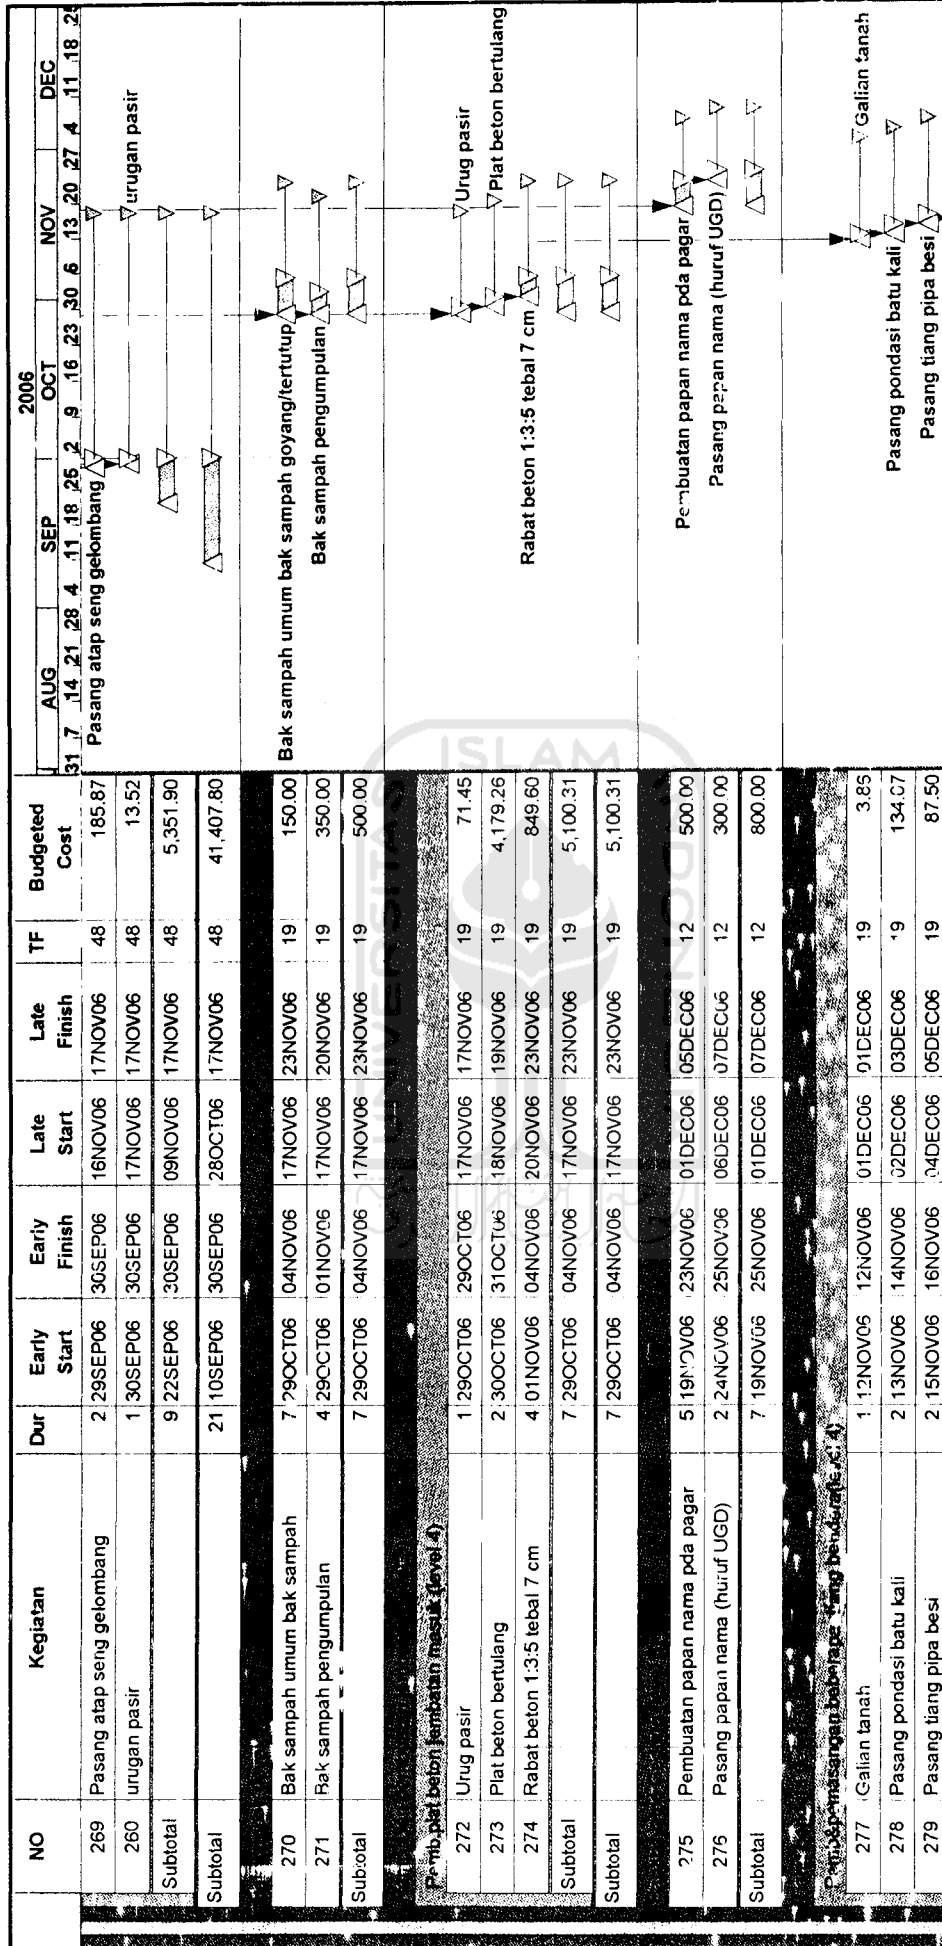 NO Kegiatan Dur Early Start Early Finish Late Start Late Finish TF Budgeted Cost
2006
AUG SEP OCT NOV DEC
31 7 14 21 28 4 11 18 25 2 9 16 23 30 6 13 20 27 4 11 18 25
269 Pasang atap seng gelombang 2 29SEP06 30SEP06 16NOV06 17NOV06 48 185.87 Pasang atap seng gelombang
260 urugan pasir 1 30SEP06 30SEP06 17NOV06 17NOV06 48 13.52 urugan pasir
Subtotal 9 22SEP06 30SEP06 09NOV06 17NOV06 48 5,351.90
Subtotal 21 10SEP06 30SEP06 28OCT06 17NOV06 48 41,407.80
270 Bak sampah umum bak sampah 7 29OCT06 04NOV06 17NOV06 23NOV06 19 150.00 Bak sampah umum bak sampah goyang/tertutup
271 Bak sampah pengumpulan 4 29OCT06 01NOV06 17NOV06 20NOV06 19 350.00 Bak sampah pengumpulan
Subtotal 7 29OCT06 04NOV06 17NOV06 23NOV06 19 500.00
Pemb.plat beton jembatan masuk (level 4)
272 Urug pasir 1 29OCT06 29OCT06 17NOV06 17NOV06 19 71.45 Urug pasir
273 Plat beton bertulang 2 30OCT06 31OCT06 18NOV06 19NOV06 19 4,179.26 Plat beton bertulang
274 Rabat beton 1:3:5 tebal 7 cm 4 01NOV06 04NOV06 20NOV06 23NOV06 19 849.60 Rabat beton 1:3:5 tebal 7 cm
Subtotal 7 29OCT06 04NOV06 17NOV06 23NOV06 19 5,100.31
Subtotal 7 29OCT06 04NOV06 17NOV06 23NOV06 19 5,100.31
275 Pembuatan papan nama pda pagar 5 19NOV06 23NOV06 01DEC06 05DEC06 12 500.00 Pembuatan papan nama pda pagar
276 Pasang papan nama (huruf UGD) 2 24NOV06 25NOV06 06DEC06 07DEC06 12 300.00 Pasang papan nama (huruf UGD)
Subtotal 7 19NOV06 25NOV06 01DEC06 07DEC06 12 800.00
277 Galian tanah 1 12NOV06 12NOV06 01DEC06 01DEC06 19 3.85 Galian tanah
278 Pasang pondasi batu kali 2 13NOV06 14NOV06 02DEC06 03DEC06 19 134.07 Pasang pondasi batu kali
279 Pasang tiang pipa besi 2 15NOV06 16NOV06 04DEC06 05DEC06 19 87.50 Pasang tiang pipa besi
ISLAM
UNIVERSITAS
INDONESIA